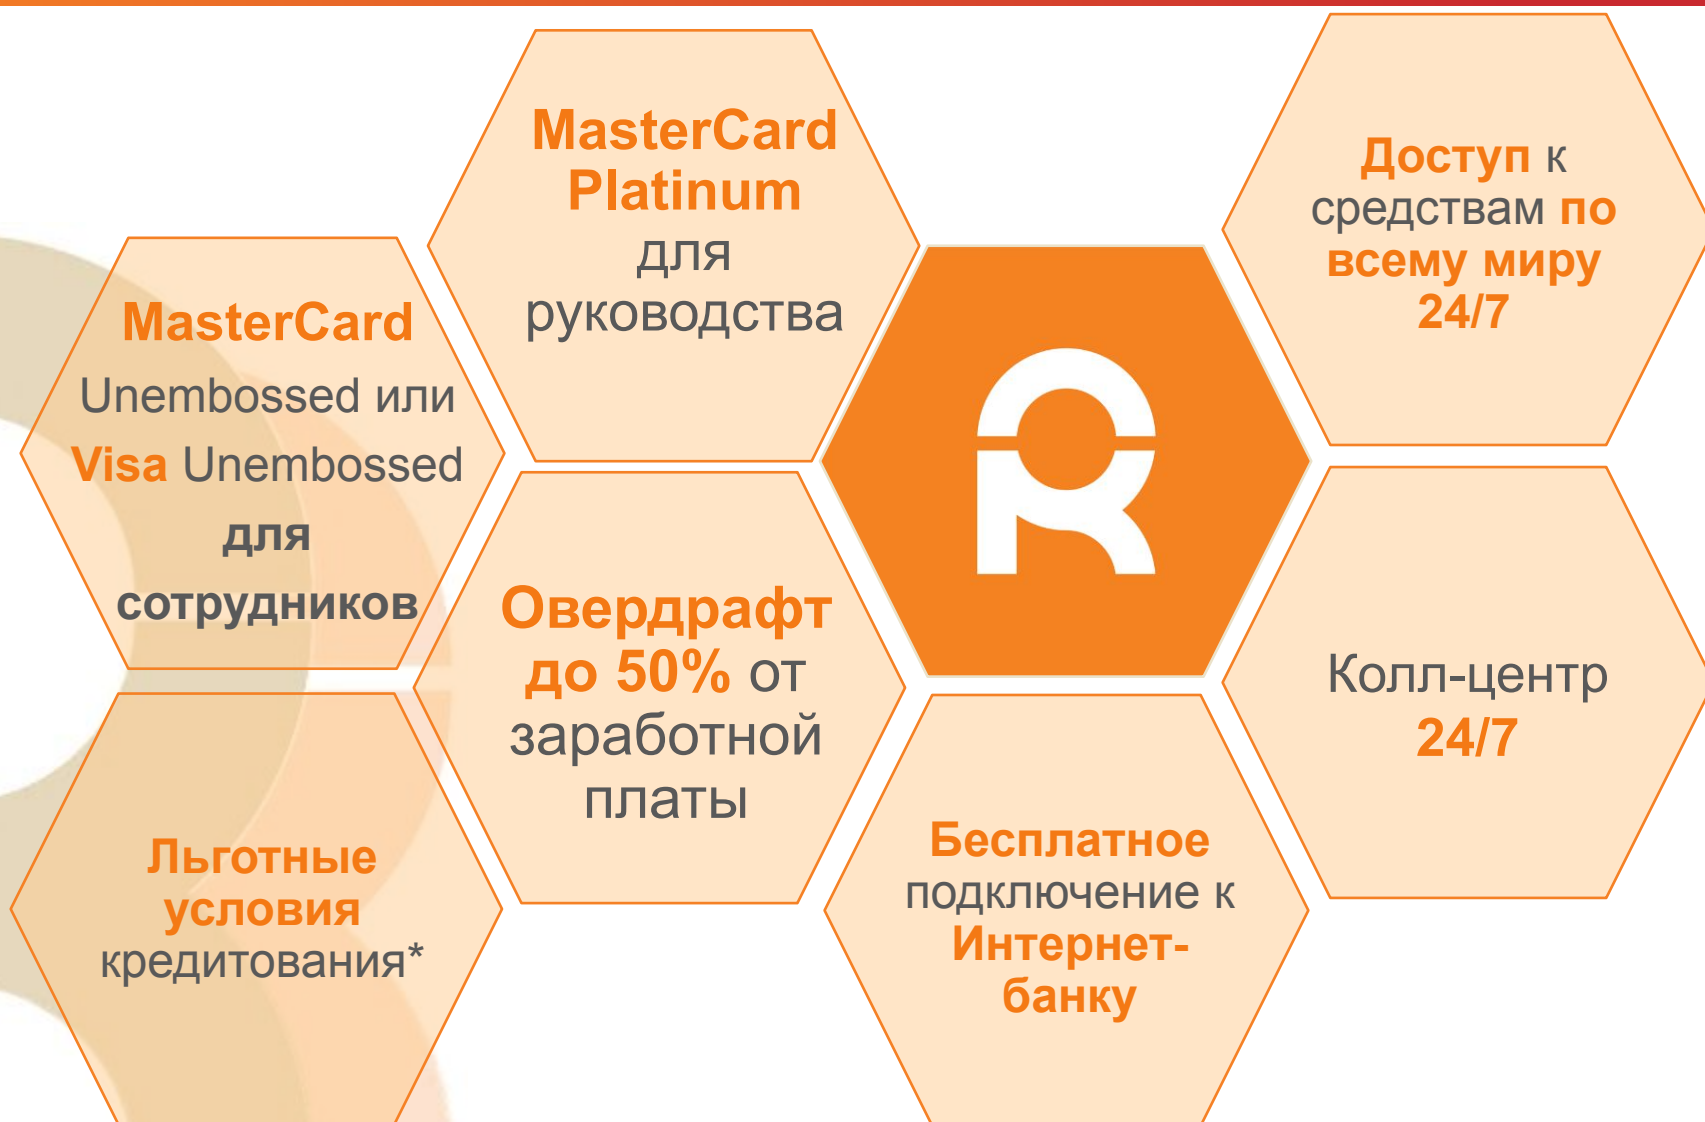 MasterCard
Platinum
для
руководства
Доступ к
средствам по
всему миру
24/7
MasterCard
Unembossed или
Visa Unembossed
для
сотрудников
Овердрафт
до 50% от
заработной
платы
Колл-центр
24/7
Льготные
условия
кредитования*
Бесплатное
подключение к
Интернет-
банку